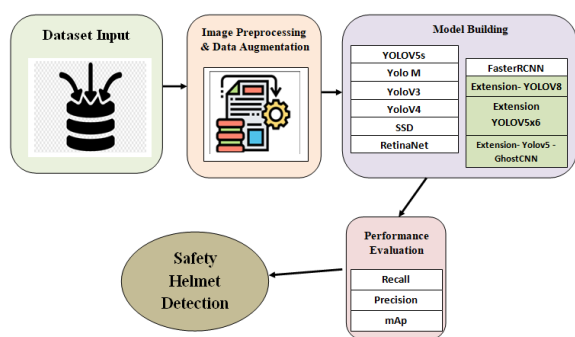 Dataset Input
Image Preprocessing
& Data Augmentation
Model Building
YOLOV5s
Yolo M
YoloV3
YoloV4
SSD
RetinaNet
FasterRCNN
Extension- YOLOV8
Extension
YOLOV5x6
Extension- Yolov5 -
GhostCNN
Performance
Evaluation
Recall
Precision
mAp
Safety
Helmet
Detection